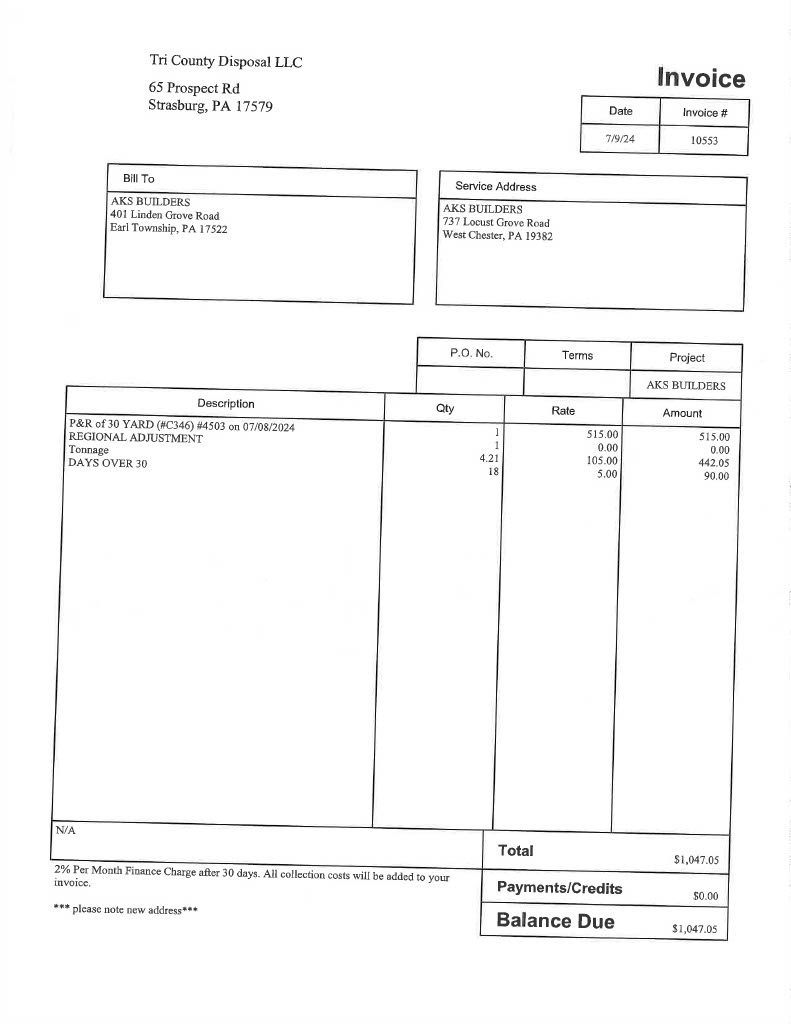 Tri County Disposal LLC
65 Prospect Rd
Strasburg, PA 17579
Invoice
Date Invoice #
7/9/24 10553
Bill To
AKS BUILDERS
401 Linden Grove Road
Earl Township, PA 17522
Service Address
AKS BUILDERS
737 Locust Grove Road
West Chester, PA 19382
P.O. No. Terms Project
AKS BUILDERS
Description Qty Rate Amount
P&R of 30 YARD (#C346) #4503 on 07/08/2024 1 515.00 515.00
REGIONAL ADJUSTMENT 1 0.00 0.00
Tonnage 4.21 105.00 442.05
DAYS OVER 30 18 5.00 90.00
N/A
Total $1,047.05
2% Per Month Finance Charge after 30 days. All collection costs will be added to your
invoice.
Payments/Credits $0.00
*** please note new address***
Balance Due $1,047.05